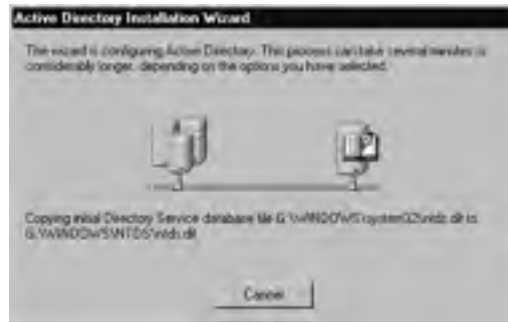 Active Directory Installation Wizard
The wizard is configuring Active Directory. This process can take several minutes or
considerably longer, depending on the options you have selected.
Copying initial Directory Service database file G:\WINDOWS\system32\ntds.dit to
G:\WINDOWS\NTDS\ntds.dit
Cancel